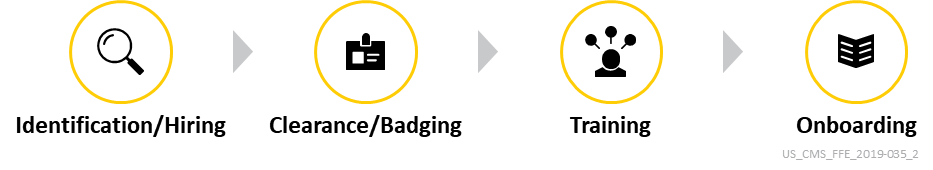 Identification/Hiring
Clearance/Badging
Training
Onboarding
US_CMS_FFE_2019-035_2